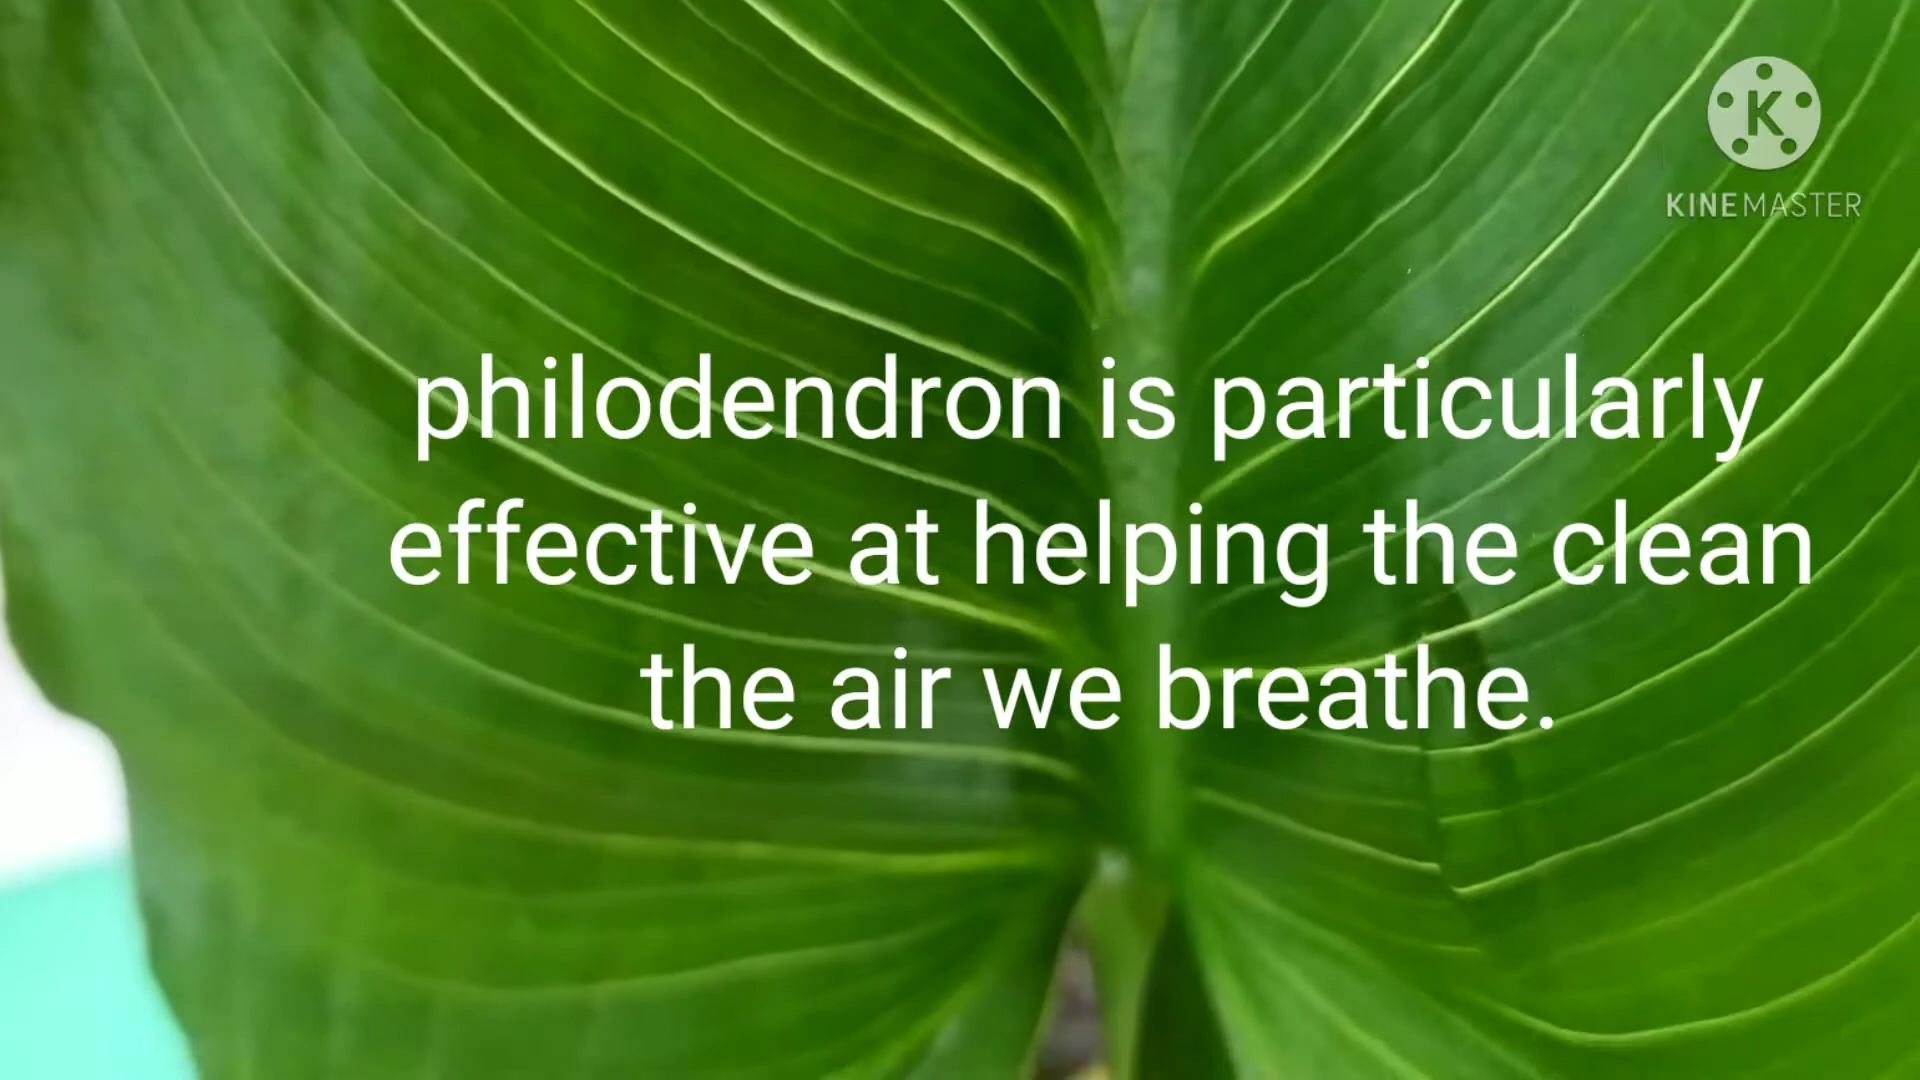 K
KINEMASTER
philodendron is particularly
effective at helping the clean
the air we breathe.